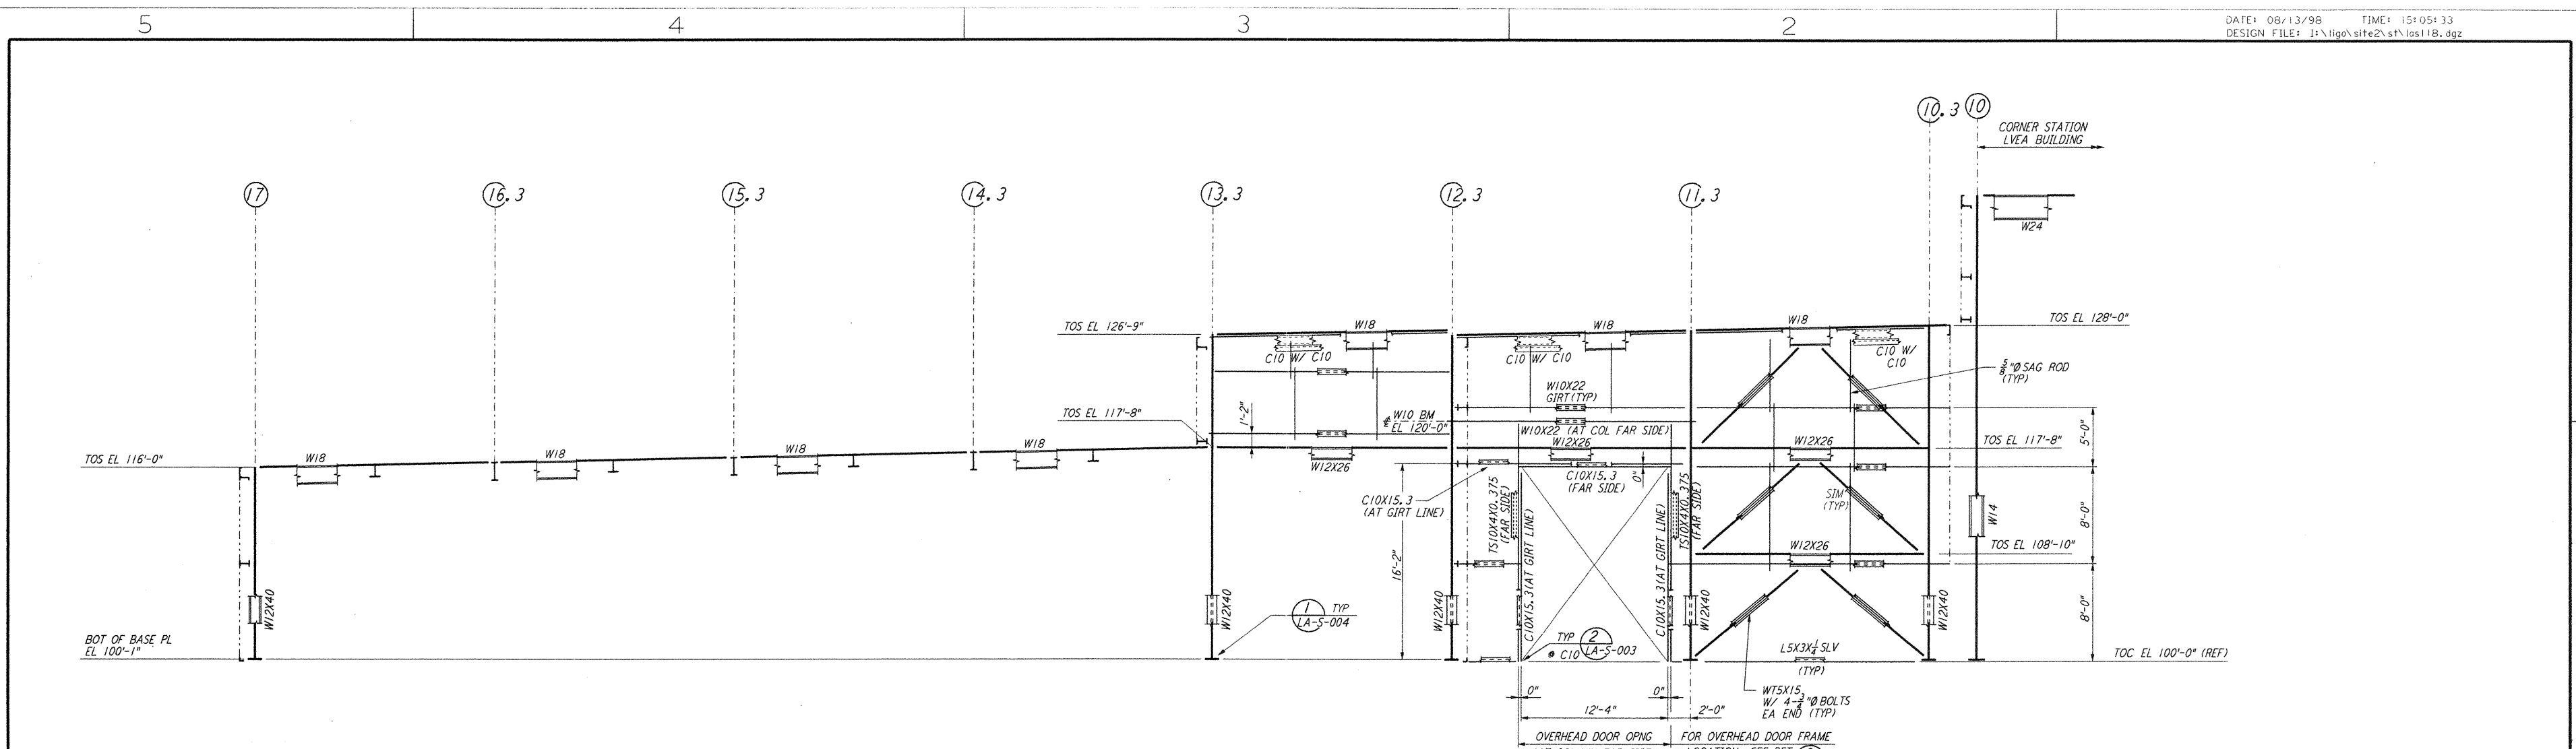 5 4 3 2
DATE: 08/13/98 TIME: 15:05:33
DESIGN FILE: I:\ligo\site2\st\las118.dgz
10.3 10
CORNER STATION
LVEA BUILDING
17 16.3 15.3 14.3 13.3 12.3 11.3
W24
TOS EL 126'-9"
W18
W18
W18
TOS EL 128'-0"
C10 W/ C10
C10 W/ C10
C10 W/
C10
5/8"Ø SAG ROD
(TYP)
W10X22
GIRT(TYP)
TOS EL 117'-8"
1'-2"
W10 BM
EL 120'-0"
W10X22 (AT COL FAR SIDE)
5'-0"
TOS EL 116'-0"
W18
W18
W18
W18
W12X26
W12X26
W12X26
TOS EL 117'-8"
C10X15.3
(FAR SIDE)
0"
C10X15.3
(AT GIRT LINE)
TS10X4X0.375
(FAR SIDE)
C10X15.3(AT GIRT LINE)
C10X15.3(AT GIRT LINE)
TS10X4X0.375
(FAR SIDE)
SIM
(TYP)
W14
8'-0"
W12X26
TOS EL 108'-10"
16'-2"
W12X40
W12X40
W12X40
W12X40
W12X40
8'-0"
1 TYP
LA-S-004
BOT OF BASE PL
EL 100'-1"
TYP 2
@ C10 LA-S-003
L5X3X1/4 SLV
(TYP)
TOC EL 100'-0" (REF)
0"
0"
WT5X15
W/ 4-3/4"Ø BOLTS
EA END (TYP)
12'-4"
2'-0"
OVERHEAD DOOR OPNG
FOR OVERHEAD DOOR FRAME